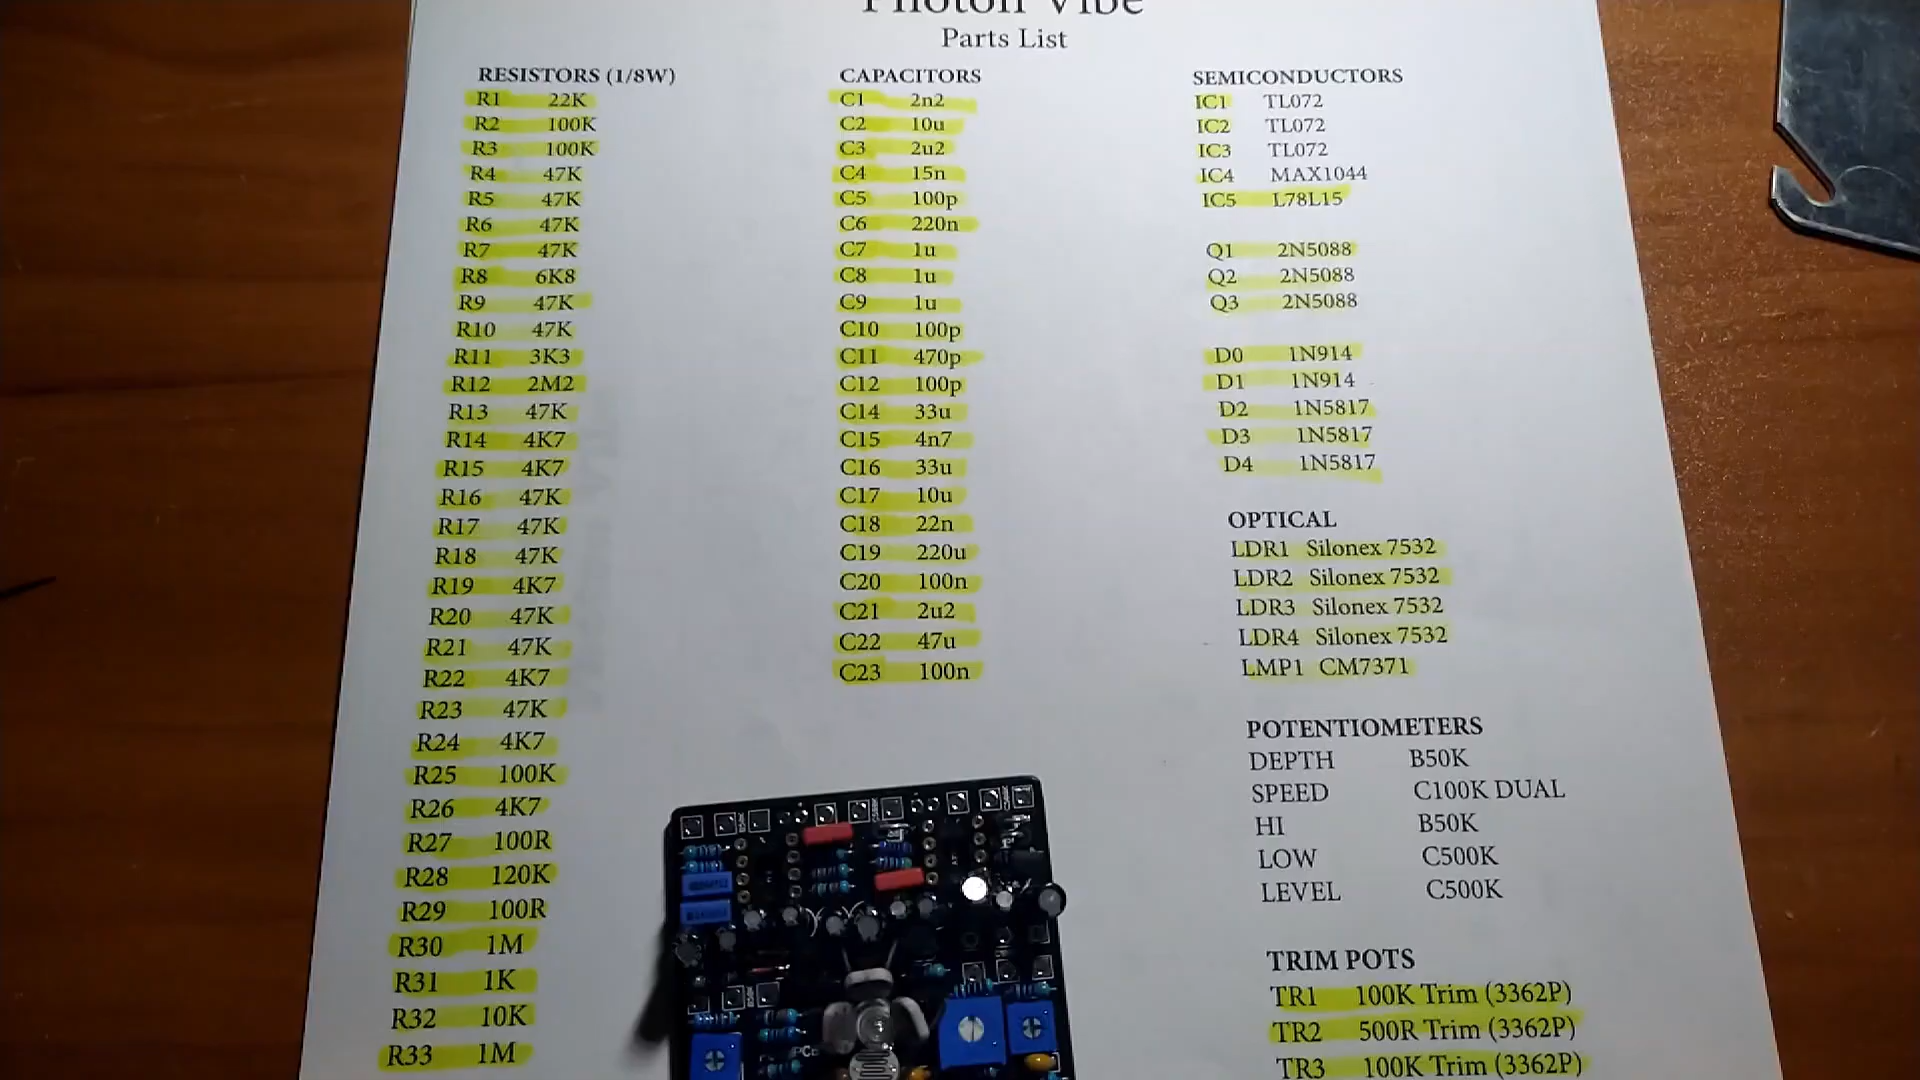 Photon Vibe
Parts List
RESISTORS (1/8W)
R1 22K
R2 100K
R3 100K
R4 47K
R5 47K
R6 47K
R7 47K
R8 6K8
R9 47K
R10 47K
R11 3K3
R12 2M2
R13 47K
R14 4K7
R15 4K7
R16 47K
R17 47K
R18 47K
R19 4K7
R20 47K
R21 47K
R22 4K7
R23 47K
R24 4K7
R25 100K
R26 4K7
R27 100R
R28 120K
R29 100R
R30 1M
R31 1K
R32 10K
R33 1M
CAPACITORS
C1 2n2
C2 10u
C3 2u2
C4 15n
C5 100p
C6 220n
C7 1u
C8 1u
C9 1u
C10 100p
C11 470p
C12 100p
C14 33u
C15 4n7
C16 33u
C17 10u
C18 22n
C19 220u
C20 100n
C21 2u2
C22 47u
C23 100n
SEMICONDUCTORS
IC1 TL072
IC2 TL072
IC3 TL072
IC4 MAX1044
IC5 L78L15
Q1 2N5088
Q2 2N5088
Q3 2N5088
D0 1N914
D1 1N914
D2 1N5817
D3 1N5817
D4 1N5817
OPTICAL
LDR1 Silonex 7532
LDR2 Silonex 7532
LDR3 Silonex 7532
LDR4 Silonex 7532
LMP1 CM7371
POTENTIOMETERS
DEPTH B50K
SPEED C100K DUAL
HI B50K
LOW C500K
LEVEL C500K
TRIM POTS
TR1 100K Trim (3362P)
TR2 500R Trim (3362P)
TR3 100K Trim (3362P)